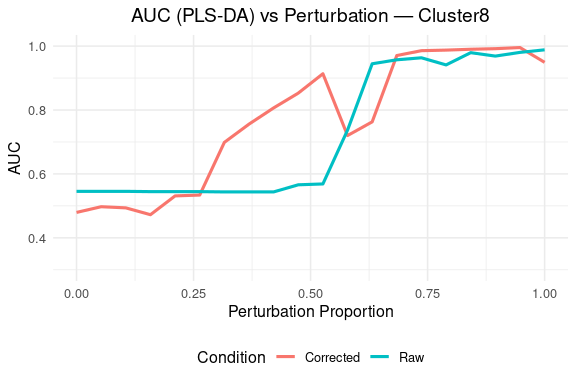 AUC (PLS-DA) vs Perturbation — Cluster8
1.0
0.8
0.6
0.4
AUC
0.00 0.25 0.50 0.75 1.00
Perturbation Proportion
Condition Corrected Raw